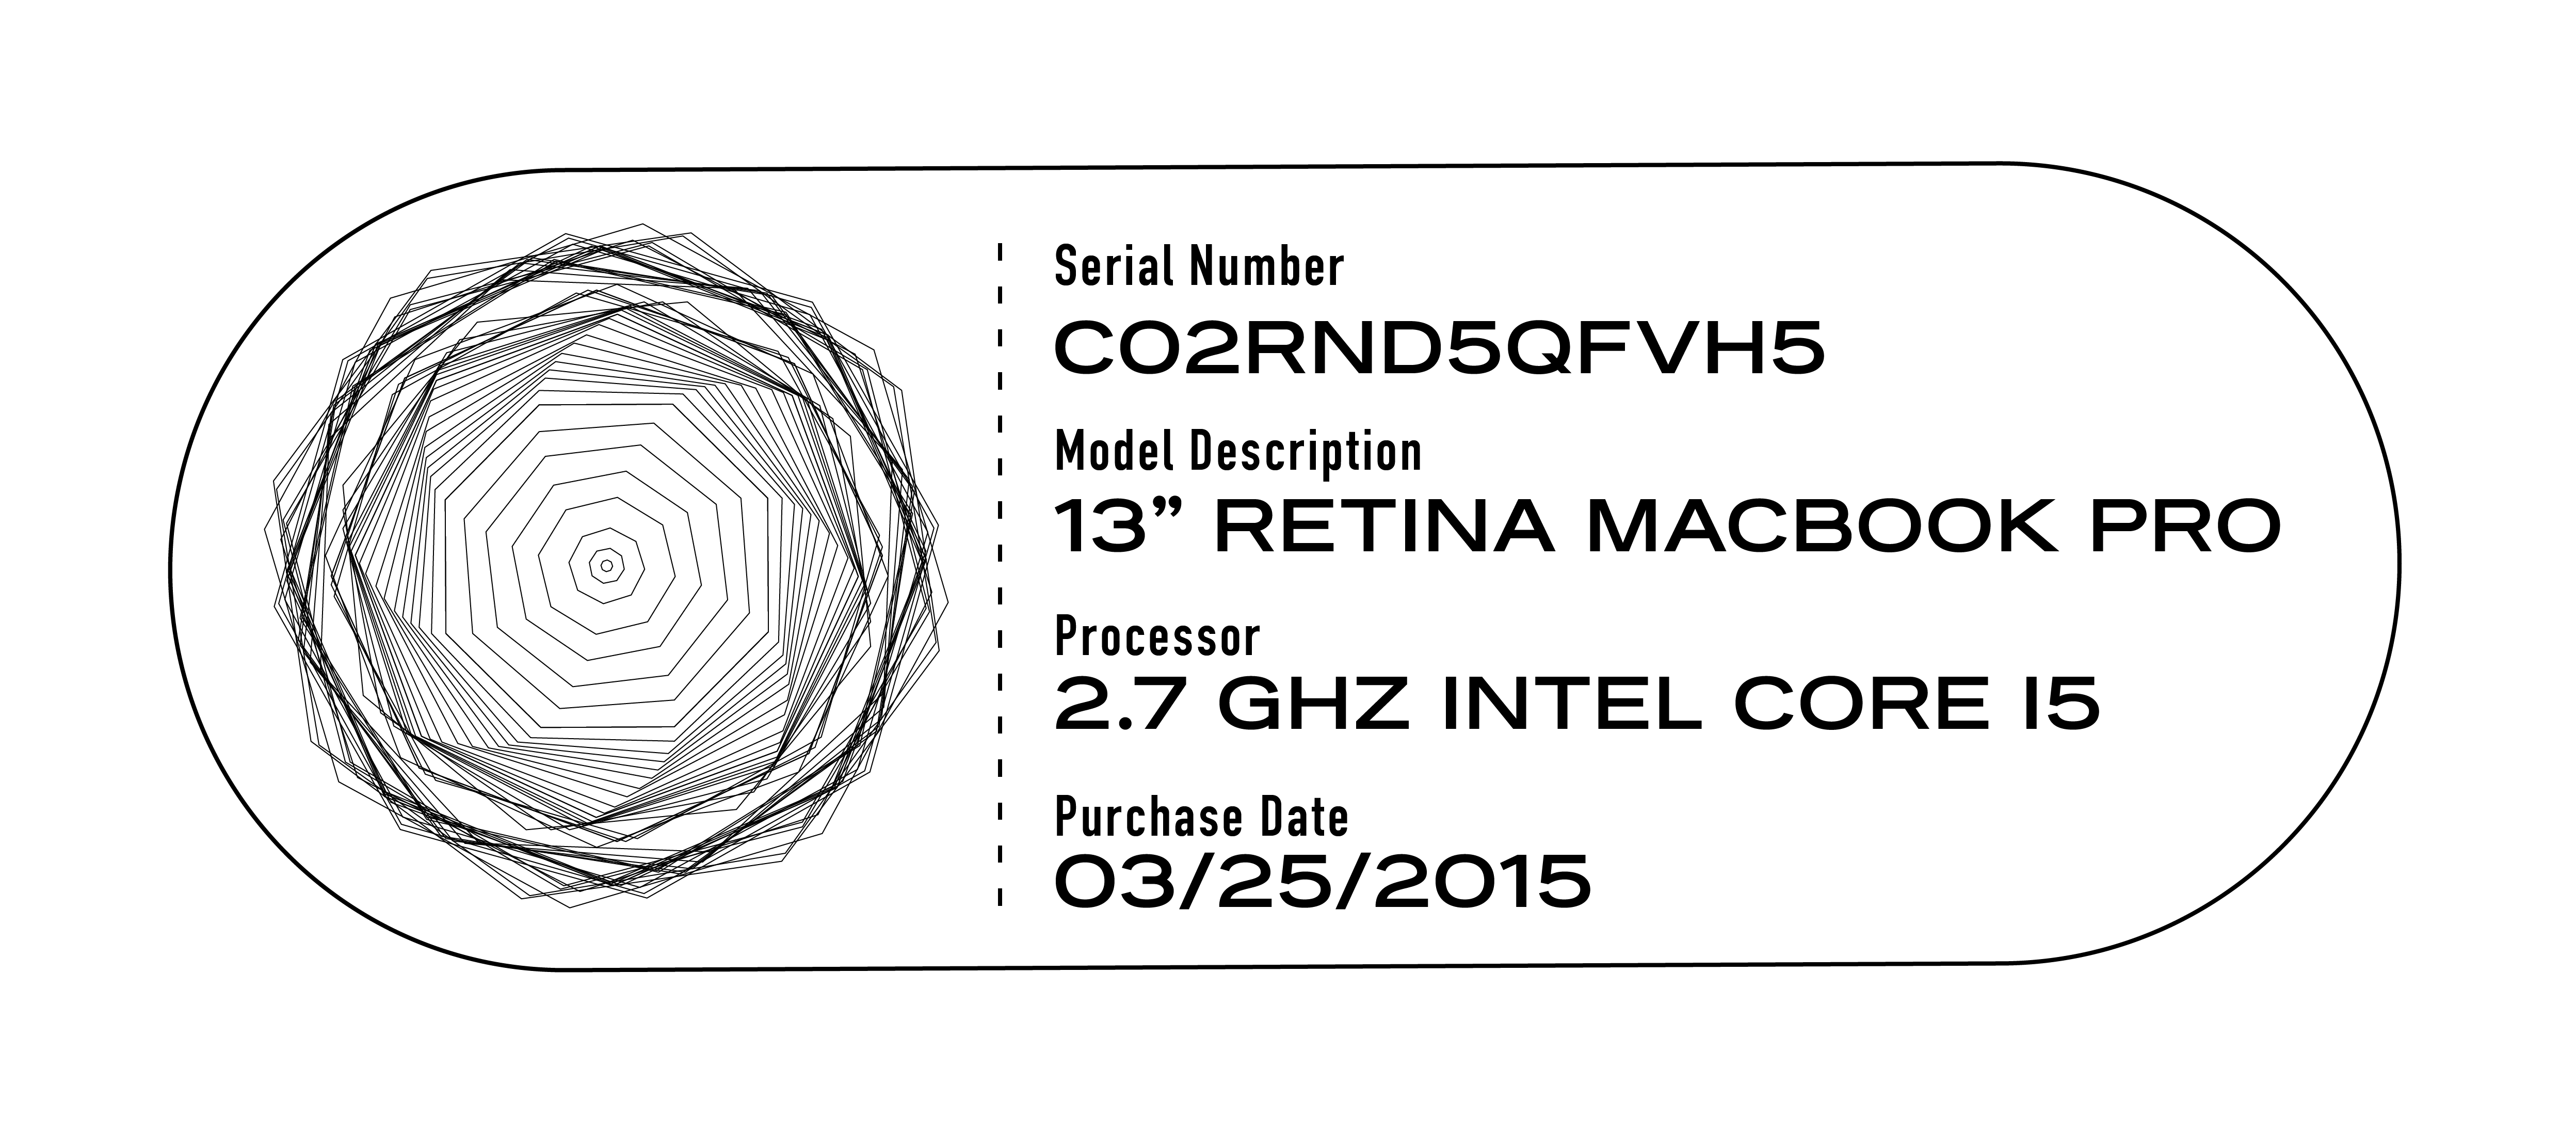 Serial Number
C02RND5QFVH5
Model Description
13” RETINA MACBOOK PRO
Processor
2.7 GHZ INTEL CORE I5
Purchase Date
03/25/2015